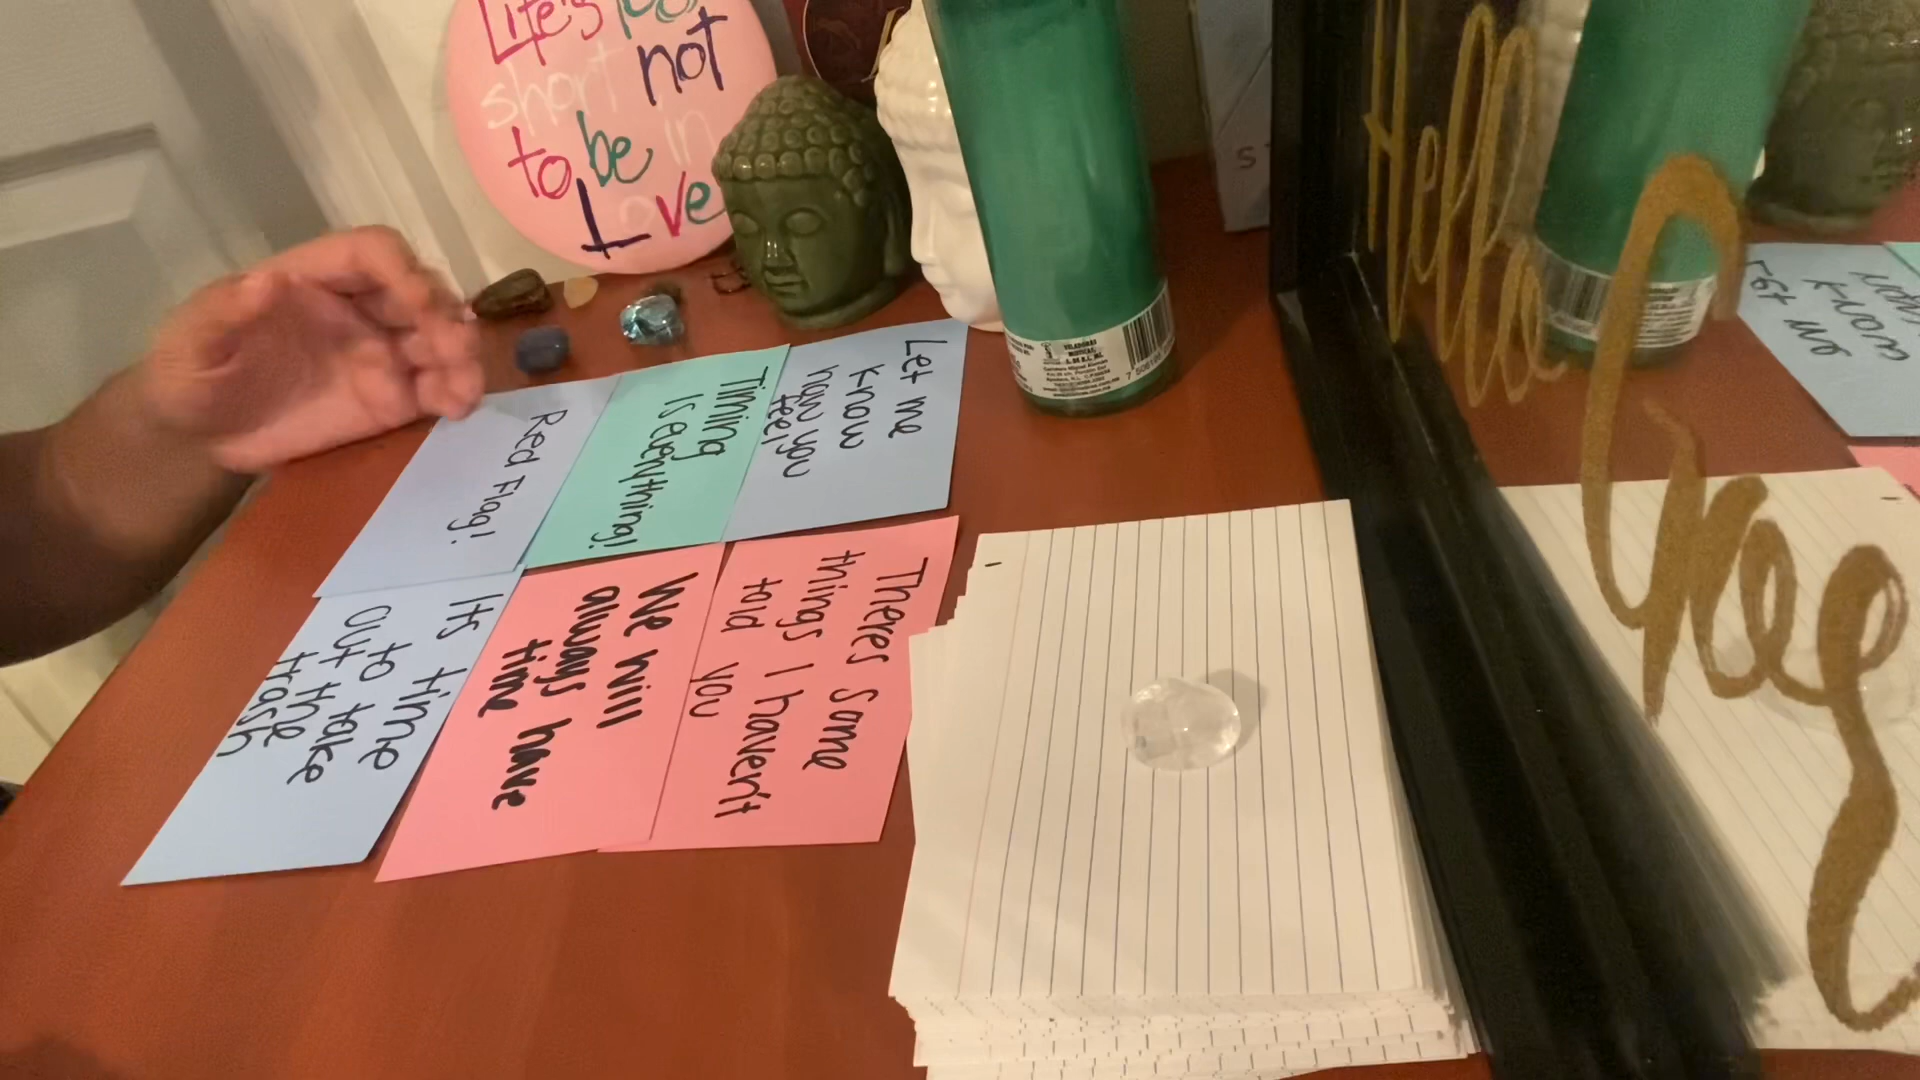 Life's too
short not
to be in
Love
Let me
know
how you
feel
Timing
Is everything!
Red Flag!
Theres Some
things I haven't
told you
We will
always have
time
Its time
to take
Out the
trash
VELADORAS
Hello